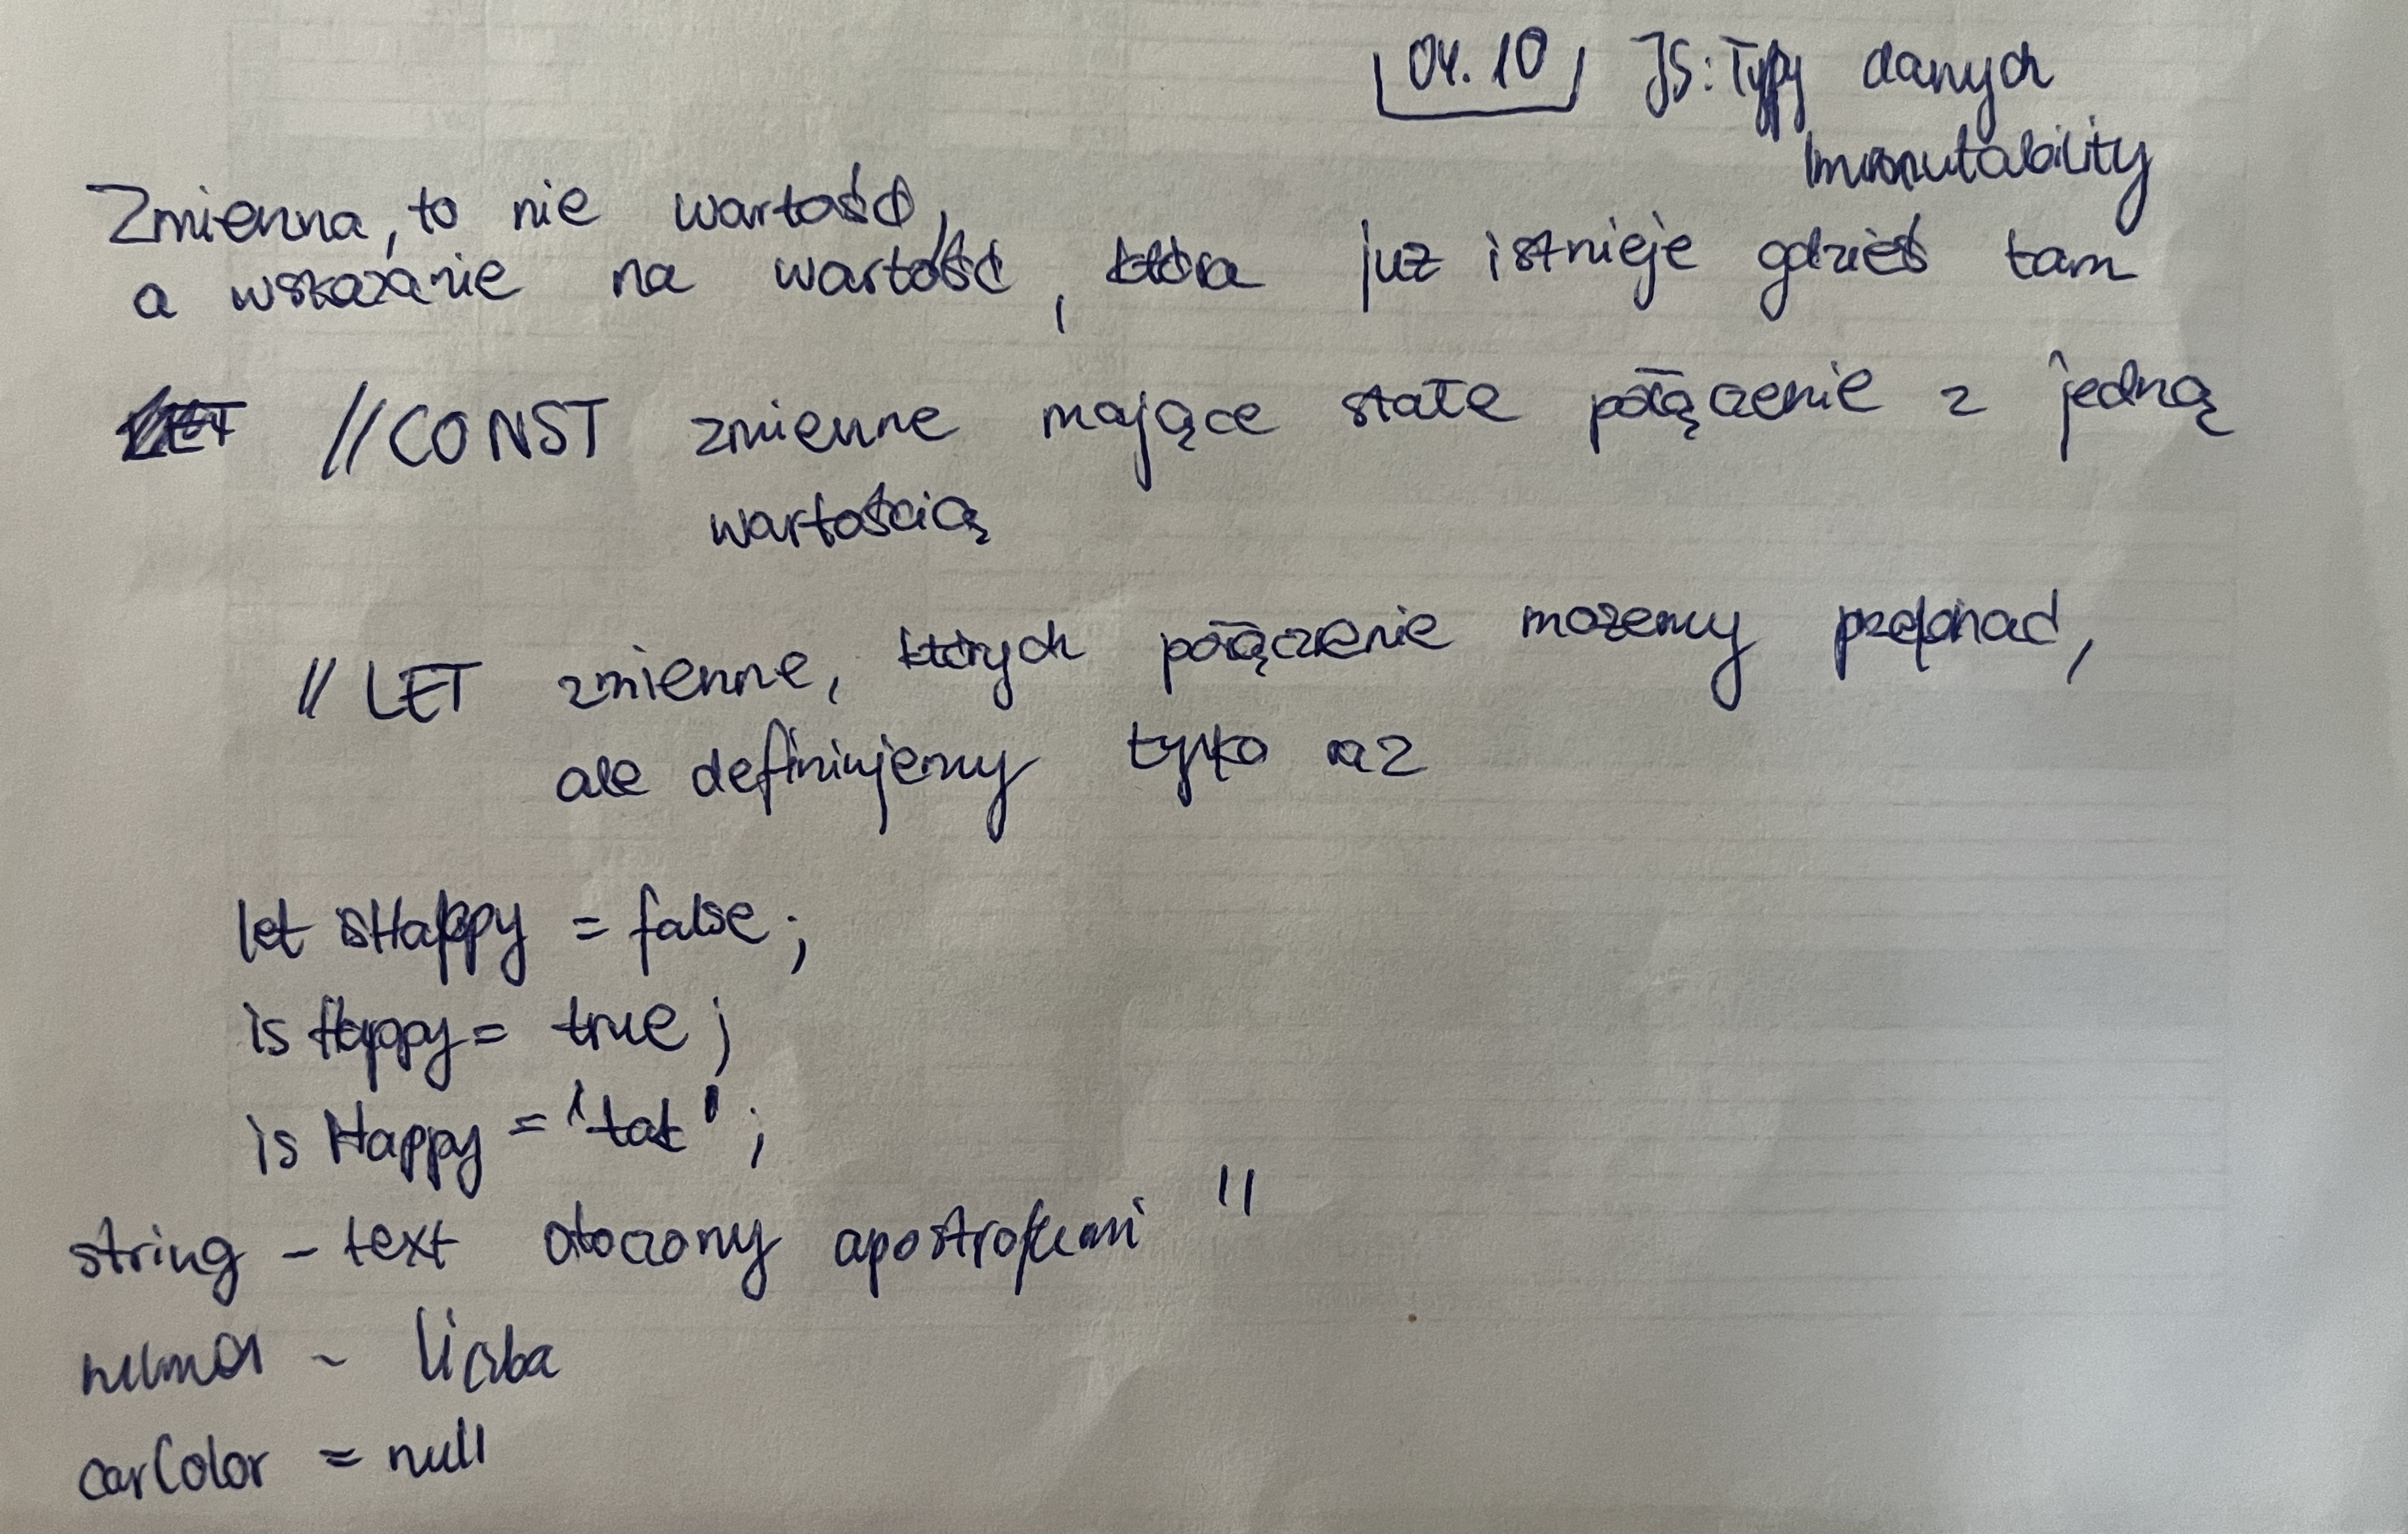 04.10 JS: Typy danych
Immutability
Zmienna, to nie wartość,
a wskazanie na wartość, która już istnieje gdzieś tam
LET //CONST zmienne mające stałe połączenie z jedną
wartością
// LET zmienne, których połączenie możemy przepinać,
ale definiujemy tylko raz
let isHappy = false;
isHappy = true;
isHappy = 'tak';
string - text otoczony apostrofami ''
- liczba
carColor = null